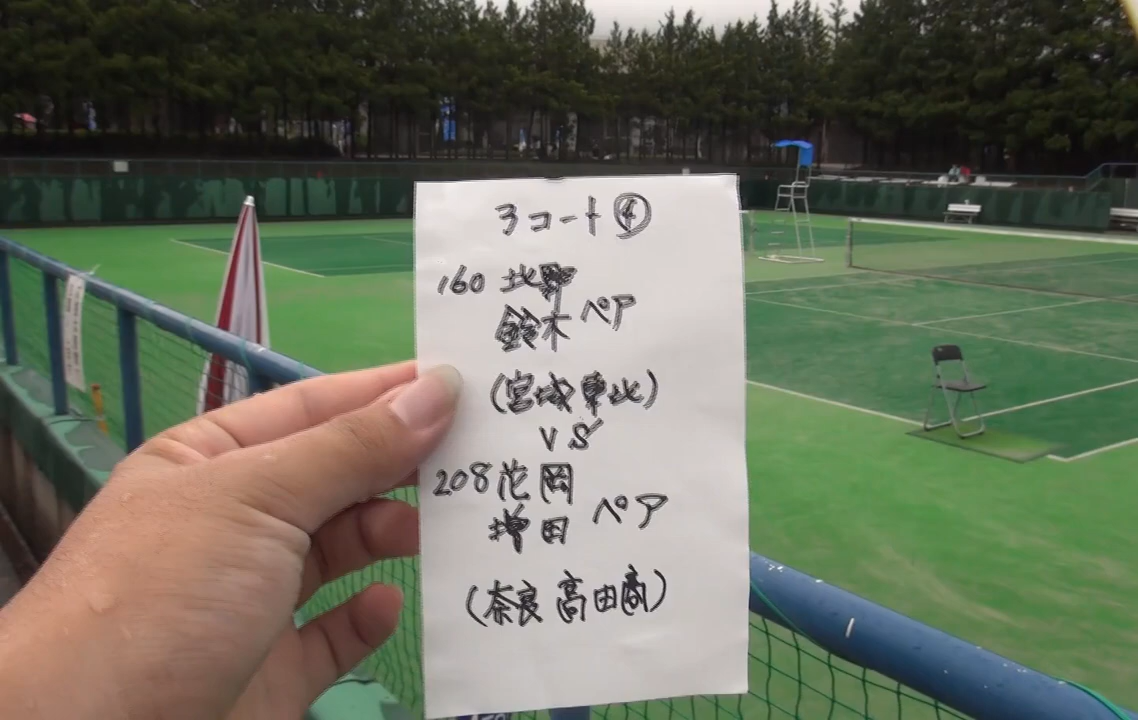 3コート④
160 北野
鈴木 ペア
(宮城 東北)
VS
208 花岡
増田 ペア
(奈良 高田商)